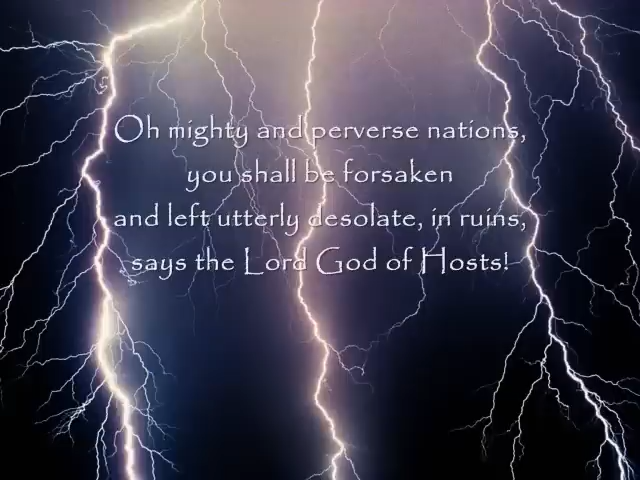 Oh mighty and perverse nations,
you shall be forsaken
and left utterly desolate, in ruins,
says the Lord God of Hosts!